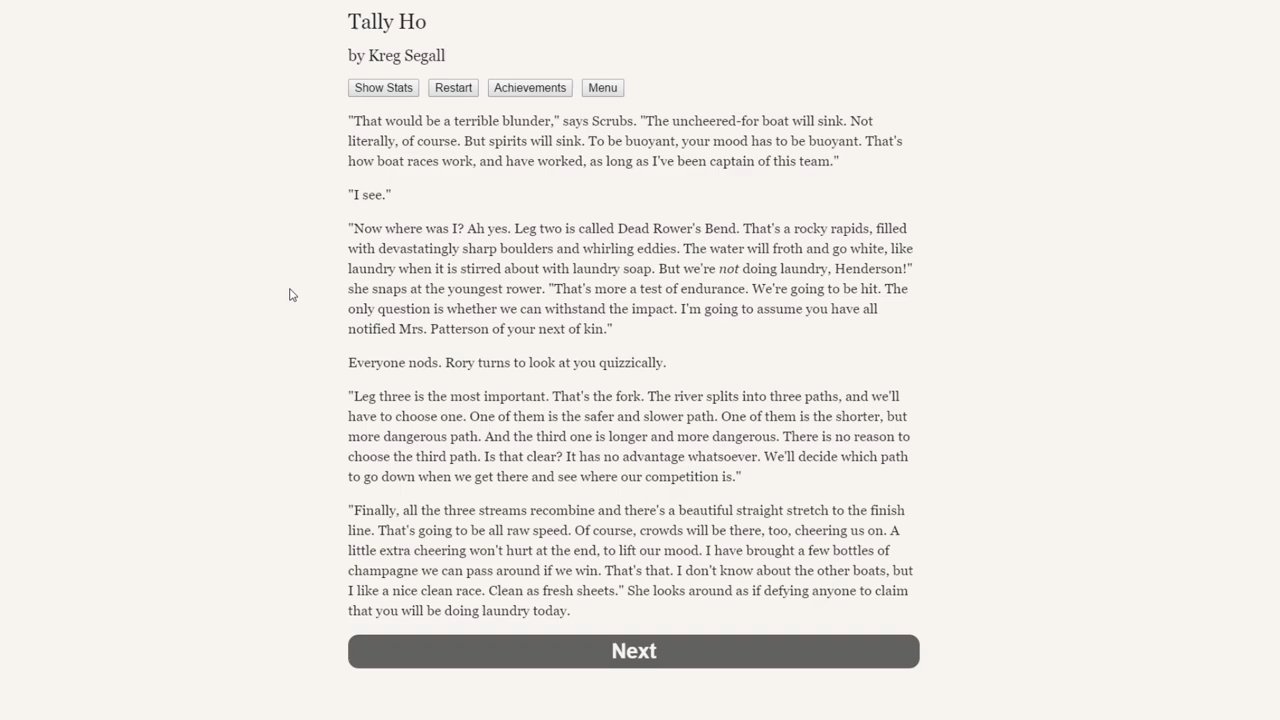 Tally Ho
by Kreg Segall
Show Stats Restart Achievements Menu
"That would be a terrible blunder," says Scrubs. "The uncheered-for boat will sink. Not
literally, of course. But spirits will sink. To be buoyant, your mood has to be buoyant. That's
how boat races work, and have worked, as long as I've been captain of this team."
"I see."
"Now where was I? Ah yes. Leg two is called Dead Rower's Bend. That's a rocky rapids, filled
with devastatingly sharp boulders and whirling eddies. The water will froth and go white, like
laundry when it is stirred about with laundry soap. But we're not doing laundry, Henderson!"
she snaps at the youngest rower. "That's more a test of endurance. We're going to be hit. The
only question is whether we can withstand the impact. I'm going to assume you have all
notified Mrs. Patterson of your next of kin."
Everyone nods. Rory turns to look at you quizzically.
"Leg three is the most important. That's the fork. The river splits into three paths, and we'll
have to choose one. One of them is the safer and slower path. One of them is the shorter, but
more dangerous path. And the third one is longer and more dangerous. There is no reason to
choose the third path. Is that clear? It has no advantage whatsoever. We'll decide which path
to go down when we get there and see where our competition is."
"Finally, all the three streams recombine and there's a beautiful straight stretch to the finish
line. That's going to be all raw speed. Of course, crowds will be there, too, cheering us on. A
little extra cheering won't hurt at the end, to lift our mood. I have brought a few bottles of
champagne we can pass around if we win. That's that. I don't know about the other boats, but
I like a nice clean race. Clean as fresh sheets." She looks around as if defying anyone to claim
that you will be doing laundry today.
Next